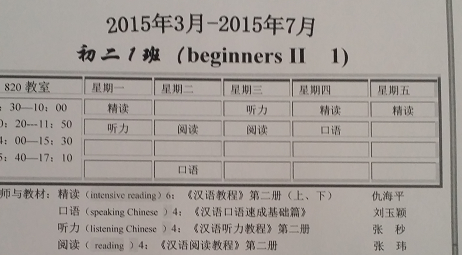 2015年3月-2015年7月
初二1班 (beginners II 1)
820 教室 星期一 星期二 星期三 星期四 星期五
: 30—10: 00 精读 听力 精读 精读
0: 20---11: 50 听力 阅读 阅读 口语
4: 00—15: 30
5: 40—17: 10 口语
师与教材: 精读 (intensive reading) 6: 《汉语教程》第二册 (上、下) 仇海平
口语 (speaking Chinese ) 4: 《汉语口语速成基础篇》 刘玉颖
听力 (listening Chinese ) 4: 《汉语听力教程》第二册 张 秒
阅读 ( reading ) 4: 《汉语阅读教程》第二册 张 玮